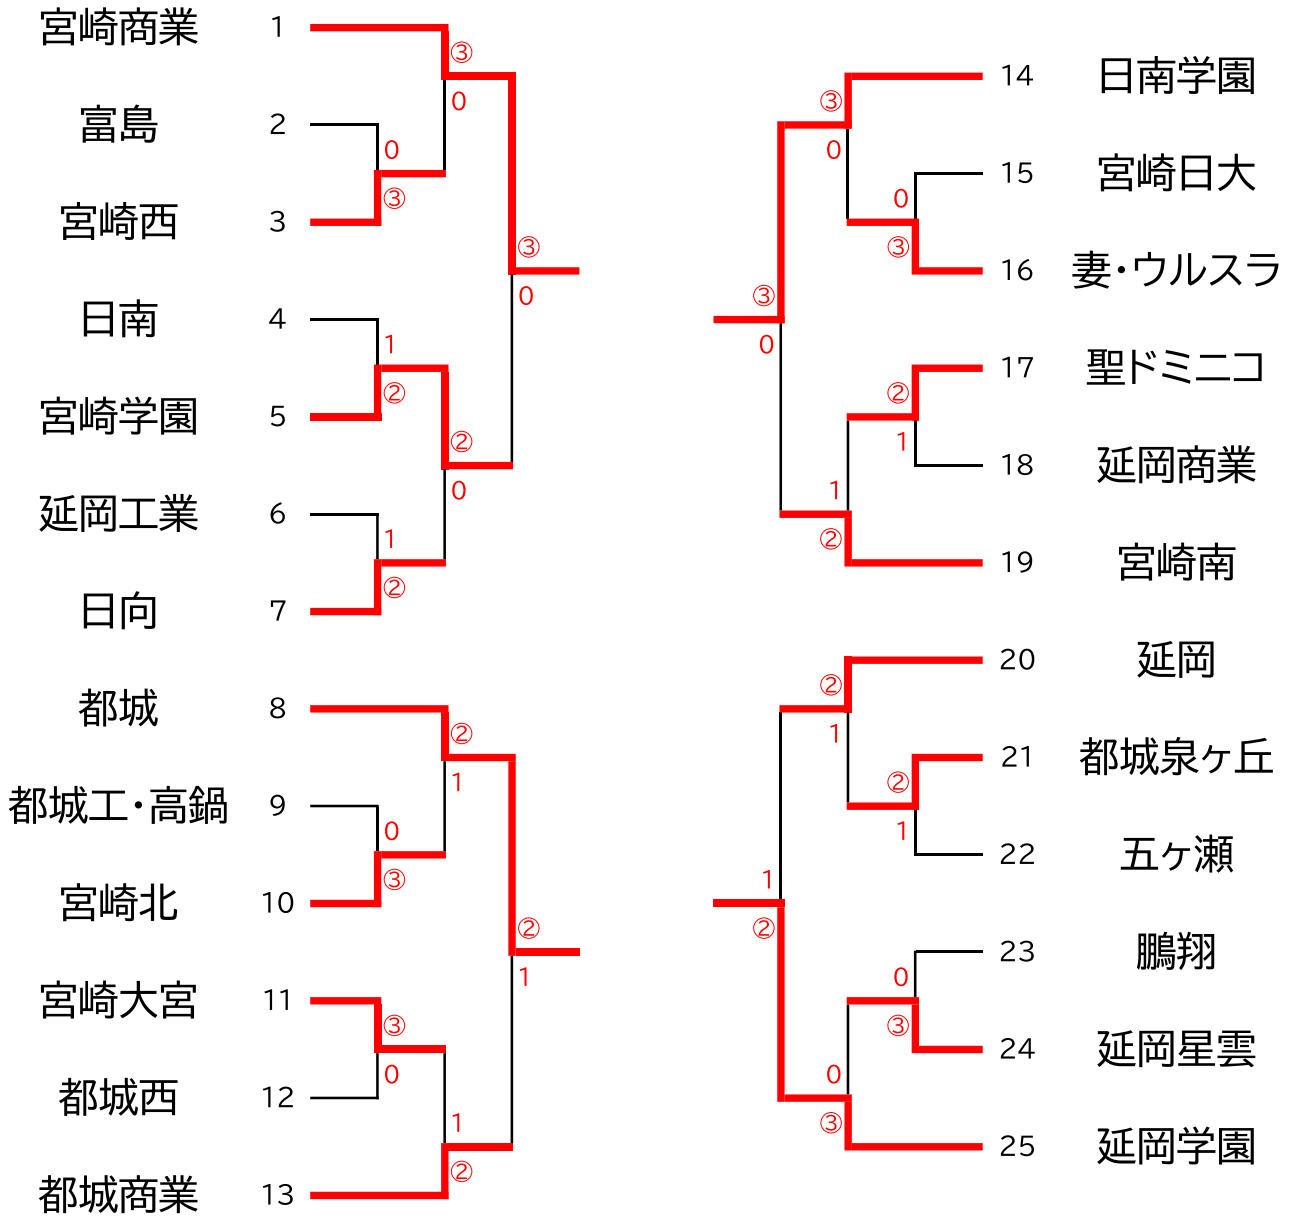 宮崎商業 1
③
0
富島 2
0
③
宮崎西 3
③
0
日南 4
1
②
宮崎学園 5
②
0
延岡工業 6
1
②
日向 7
都城 8
②
1
都城工・高鍋 9
0
③
宮崎北 10
②
1
宮崎大宮 11
③
0
都城西 12
1
②
都城商業 13
14 日南学園
③
0
15 宮崎日大
0
③
16 妻・ウルスラ
③
0
17 聖ドミニコ
②
1
18 延岡商業
1
②
19 宮崎南
20 延岡
②
1
21 都城泉ヶ丘
②
1
22 五ヶ瀬
1
②
23 鵬翔
0
③
24 延岡星雲
0
③
25 延岡学園